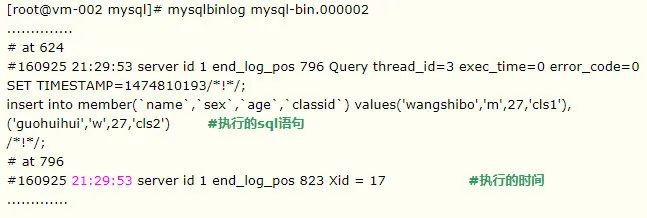 [root@vm-002 mysql]# mysqlbinlog mysql-bin.000002
..............
# at 624
#160925 21:29:53 server id 1 end_log_pos 796 Query thread_id=3 exec_time=0 error_code=0
SET TIMESTAMP=1474810193/*!*/;
insert into member(`name`,`sex`,`age`,`classid`) values('wangshibo','m',27,'cls1'),
('guohuihui','w',27,'cls2') #执行的sql语句
/*!*/;
# at 796
#160925 21:29:53 server id 1 end_log_pos 823 Xid = 17 #执行的时间
.............